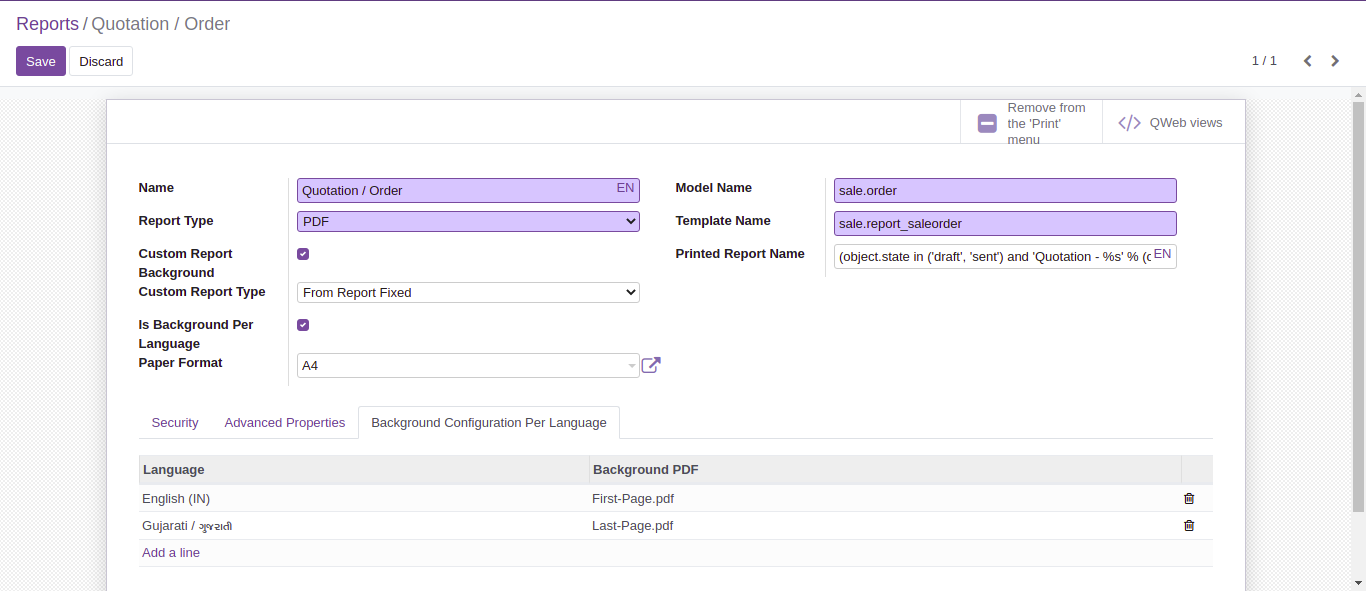 Reports / Quotation / Order
Save
Discard
1 / 1
Remove from
the 'Print'
menu
QWeb views
Name
Quotation / Order
EN
Model Name
sale.order
Report Type
PDF
Template Name
sale.report_saleorder
Custom Report
Background
Printed Report Name
(object.state in ('draft', 'sent') and 'Quotation - %s' % (
EN
Custom Report Type
From Report Fixed
Is Background Per
Language
Paper Format
A4
Security
Advanced Properties
Background Configuration Per Language
Language
Background PDF
English (IN)
First-Page.pdf
Gujarati / ગુજરાતી
Last-Page.pdf
Add a line